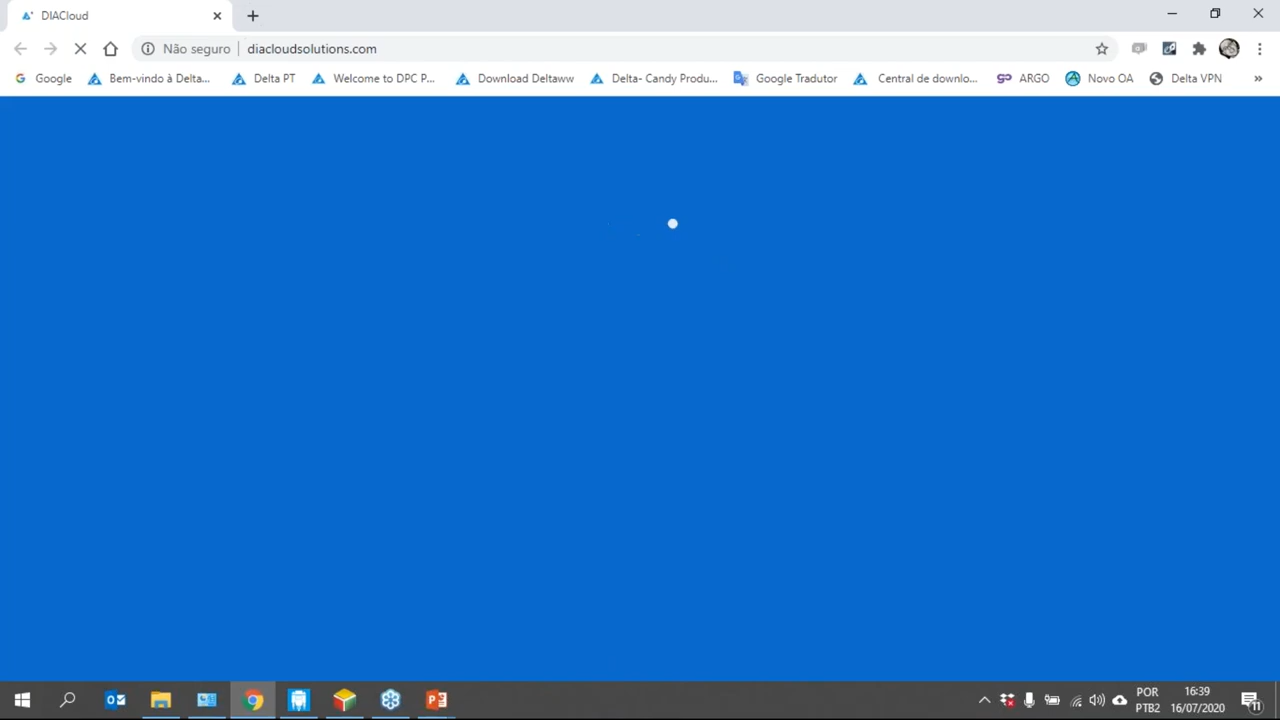 DIACloud
Não seguro
diacloudsolutions.com
Google
Bem-vindo à Delta...
Delta PT
Welcome to DPC P...
Download Deltaww
Delta- Candy Produ...
Google Tradutor
Central de downlo...
ARGO
Novo OA
Delta VPN
POR
PTB2
16:39
16/07/2020
11